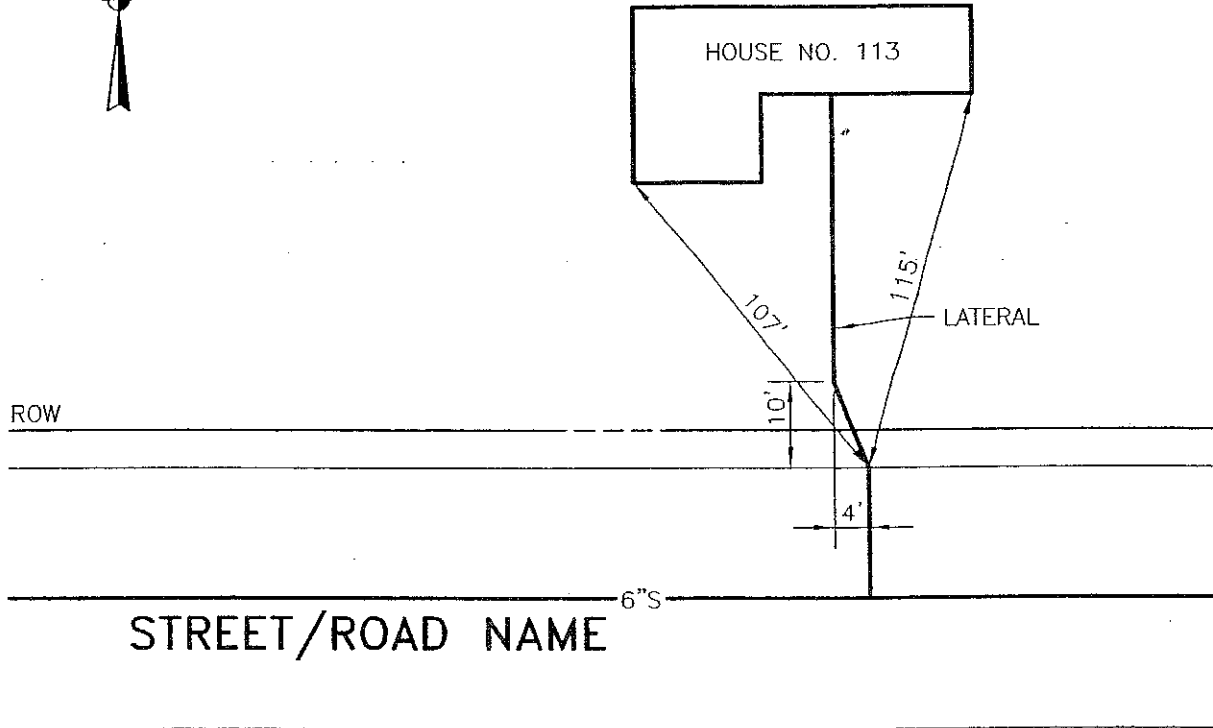 HOUSE NO. 113
107'
115'
LATERAL
10'
ROW
4'
6"S
STREET/ROAD NAME